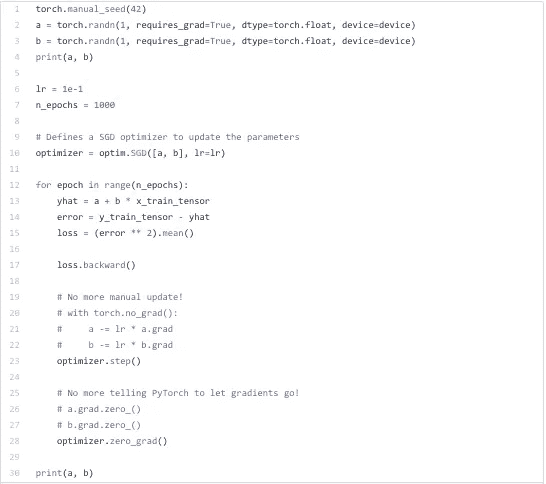 1 torch.manual_seed(42)
2 a = torch.randn(1, requires_grad=True, dtype=torch.float, device=device)
3 b = torch.randn(1, requires_grad=True, dtype=torch.float, device=device)
4 print(a, b)
5
6 lr = 1e-1
7 n_epochs = 1000
8
9 # Defines a SGD optimizer to update the parameters
10 optimizer = optim.SGD([a, b], lr=lr)
11
12 for epoch in range(n_epochs):
13     yhat = a + b * x_train_tensor
14     error = y_train_tensor - yhat
15     loss = (error ** 2).mean()
16
17     loss.backward()
18
19     # No more manual update!
20     # with torch.no_grad():
21     #     a -= lr * a.grad
22     #     b -= lr * b.grad
23     optimizer.step()
24
25     # No more telling PyTorch to let gradients go!
26     # a.grad.zero_()
27     # b.grad.zero_()
28     optimizer.zero_grad()
29
30 print(a, b)